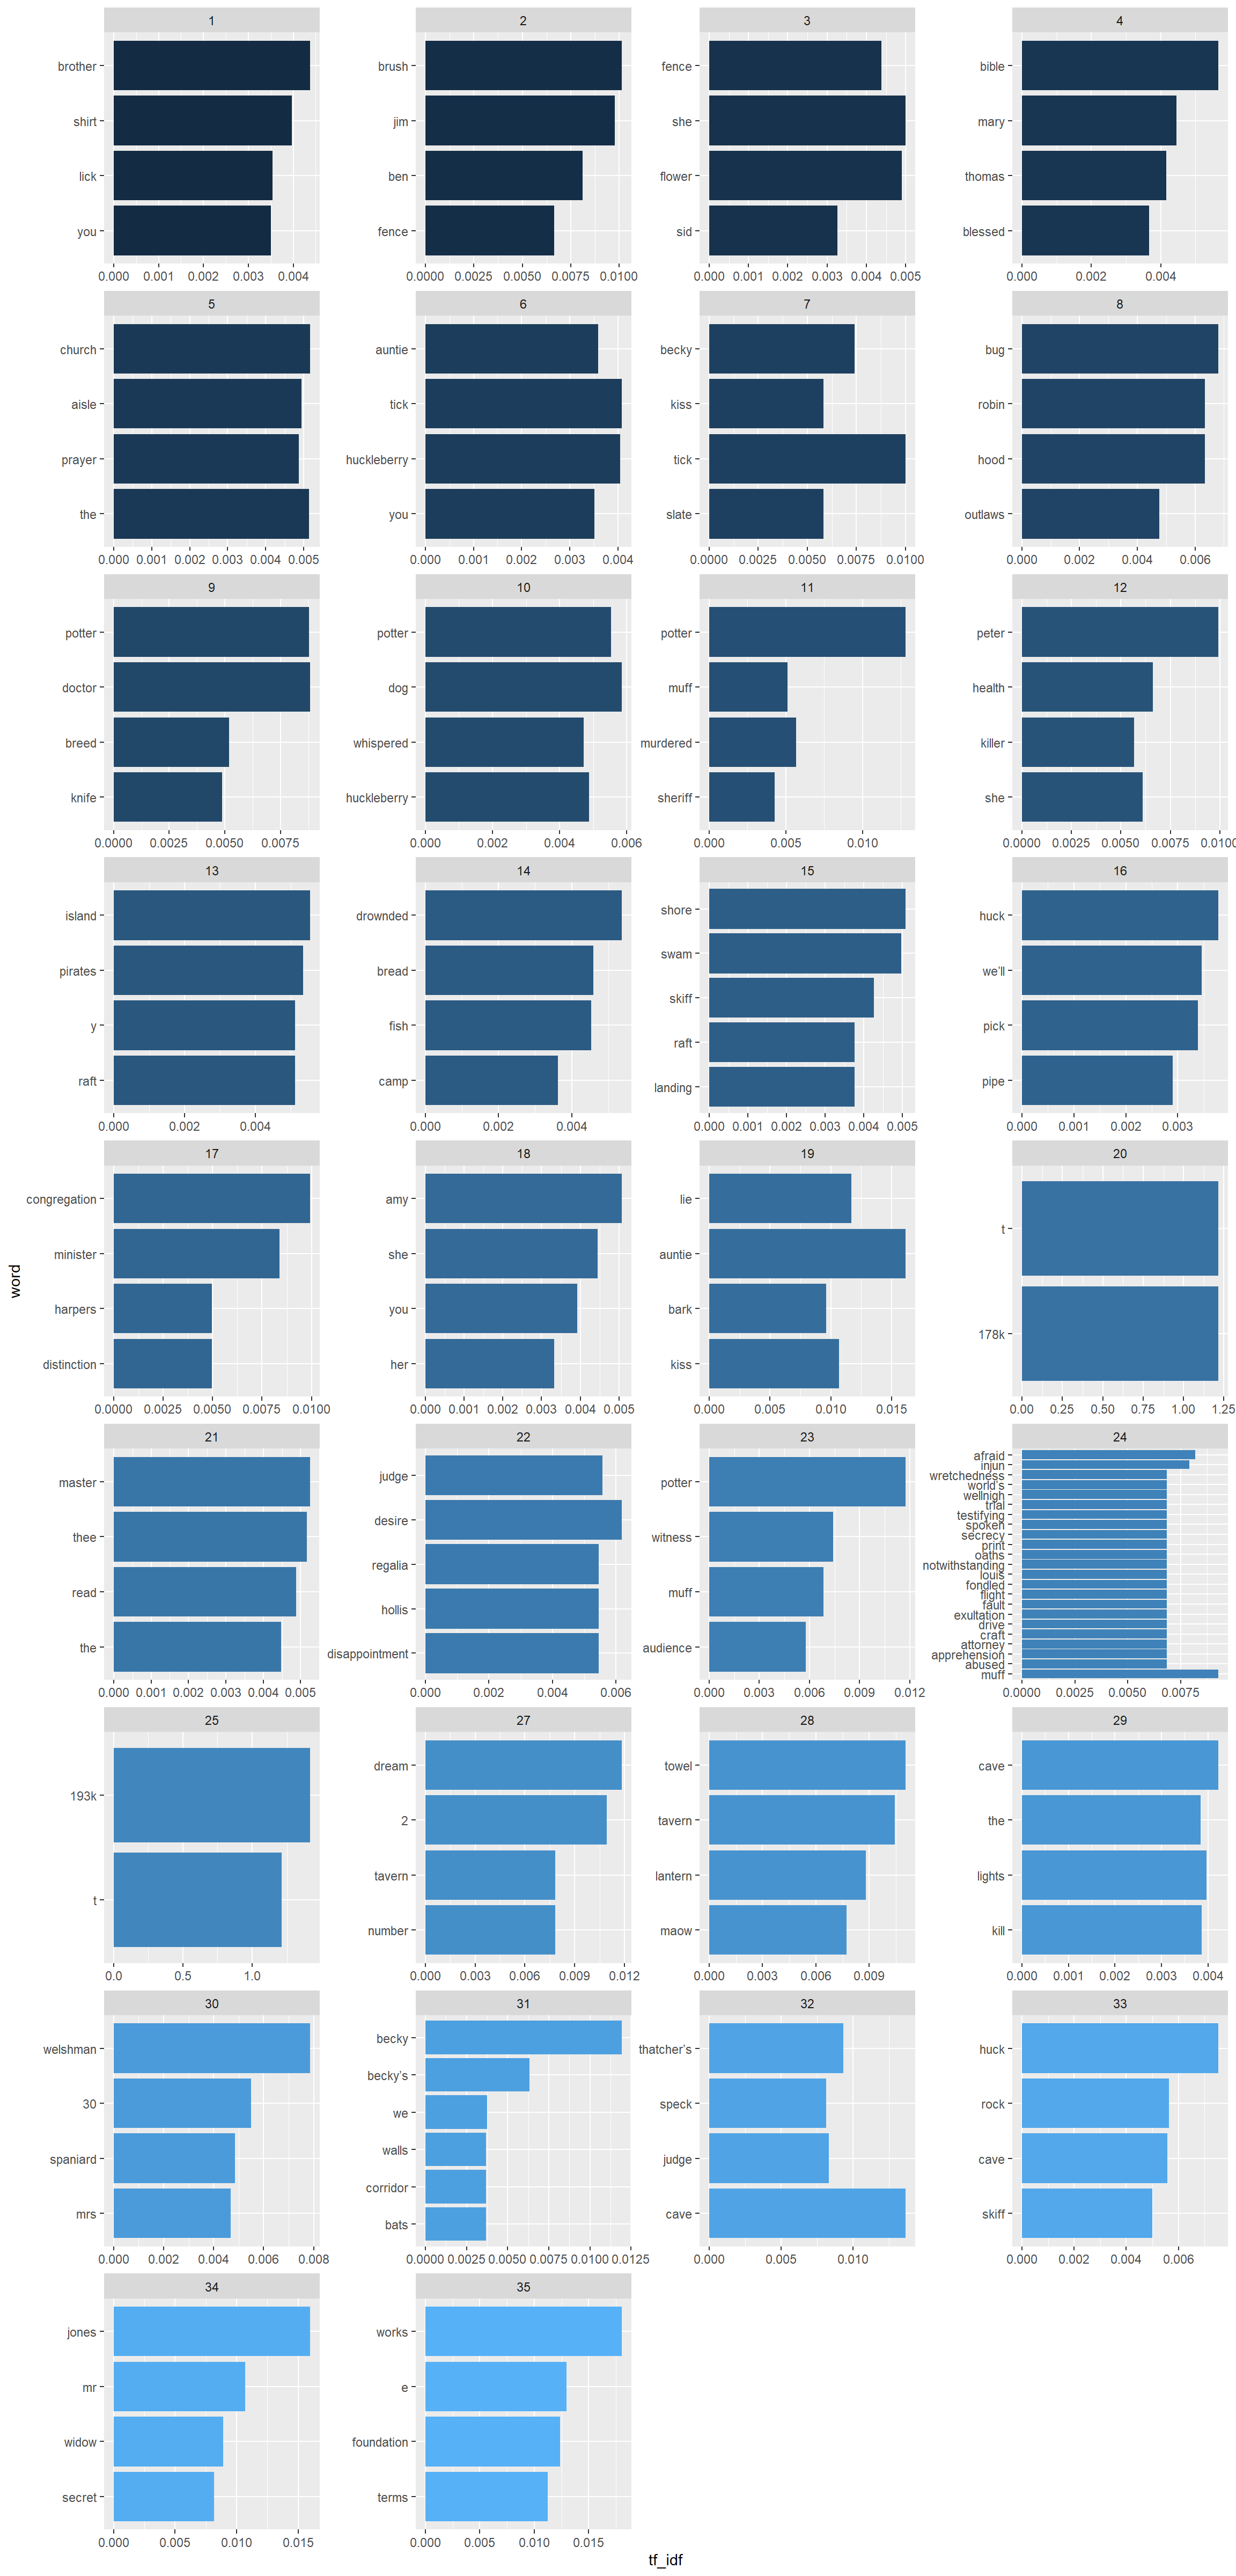 1
brother
shirt
lick
you
0.000 0.001 0.002 0.003 0.004
2
brush
jim
ben
fence
0.0000 0.0025 0.0050 0.0075 0.0100
3
fence
she
flower
sid
0.000 0.001 0.002 0.003 0.004 0.005
4
bible
mary
thomas
blessed
0.000 0.002 0.004
5
church
aisle
prayer
the
0.000 0.001 0.002 0.003 0.004 0.005
6
auntie
tick
huckleberry
you
0.000 0.001 0.002 0.003 0.004
7
becky
kiss
tick
slate
0.0000 0.0025 0.0050 0.0075 0.0100
8
bug
robin
hood
outlaws
0.000 0.002 0.004 0.006
9
potter
doctor
breed
knife
0.0000 0.0025 0.0050 0.0075
10
potter
dog
whispered
huckleberry
0.000 0.002 0.004 0.006
11
potter
muff
murdered
sheriff
0.000 0.005 0.010
12
peter
health
killer
she
0.0000 0.0025 0.0050 0.0075 0.0100
13
island
pirates
y
raft
0.000 0.002 0.004
14
drownded
bread
fish
camp
0.000 0.002 0.004
15
shore
swam
skiff
raft
landing
0.000 0.001 0.002 0.003 0.004 0.005
16
huck
we'll
pick
pipe
0.000 0.001 0.002 0.003
17
congregation
minister
harpers
distinction
0.0000 0.0025 0.0050 0.0075 0.0100
18
amy
she
you
her
0.000 0.001 0.002 0.003 0.004 0.005
19
lie
auntie
bark
kiss
0.000 0.005 0.010 0.015
20
t
178k
0.00 0.25 0.50 0.75 1.00 1.25
word
21
master
thee
read
the
0.000 0.001 0.002 0.003 0.004 0.005
22
judge
desire
regalia
hollis
disappointment
0.000 0.002 0.004 0.006
23
potter
witness
muff
audience
0.000 0.003 0.006 0.009 0.012
24
afraid
injun
wretchedness
world's
wellnigh
trial
testifying
spoken
secrecy
print
oaths
notwithstanding
louis
fondled
flight
fault
exultation
drive
craft
attorney
apprehension
abused
muff
0.0000 0.0025 0.0050 0.0075
25
193k
t
0.0 0.5 1.0
27
dream
2
tavern
number
0.000 0.003 0.006 0.009 0.012
28
towel
tavern
lantern
maow
0.000 0.003 0.006 0.009
29
cave
the
lights
kill
0.000 0.001 0.002 0.003 0.004
30
welshman
30
spaniard
mrs
0.000 0.002 0.004 0.006 0.008
31
becky
becky's
we
walls
corridor
bats
0.0000 0.0025 0.0050 0.0075 0.0100 0.0125
32
thatcher's
speck
judge
cave
0.000 0.005 0.010
33
huck
rock
cave
skiff
0.000 0.002 0.004 0.006
34
jones
mr
widow
secret
0.000 0.005 0.010 0.015
35
works
e
foundation
terms
0.000 0.005 0.010 0.015
tf_idf